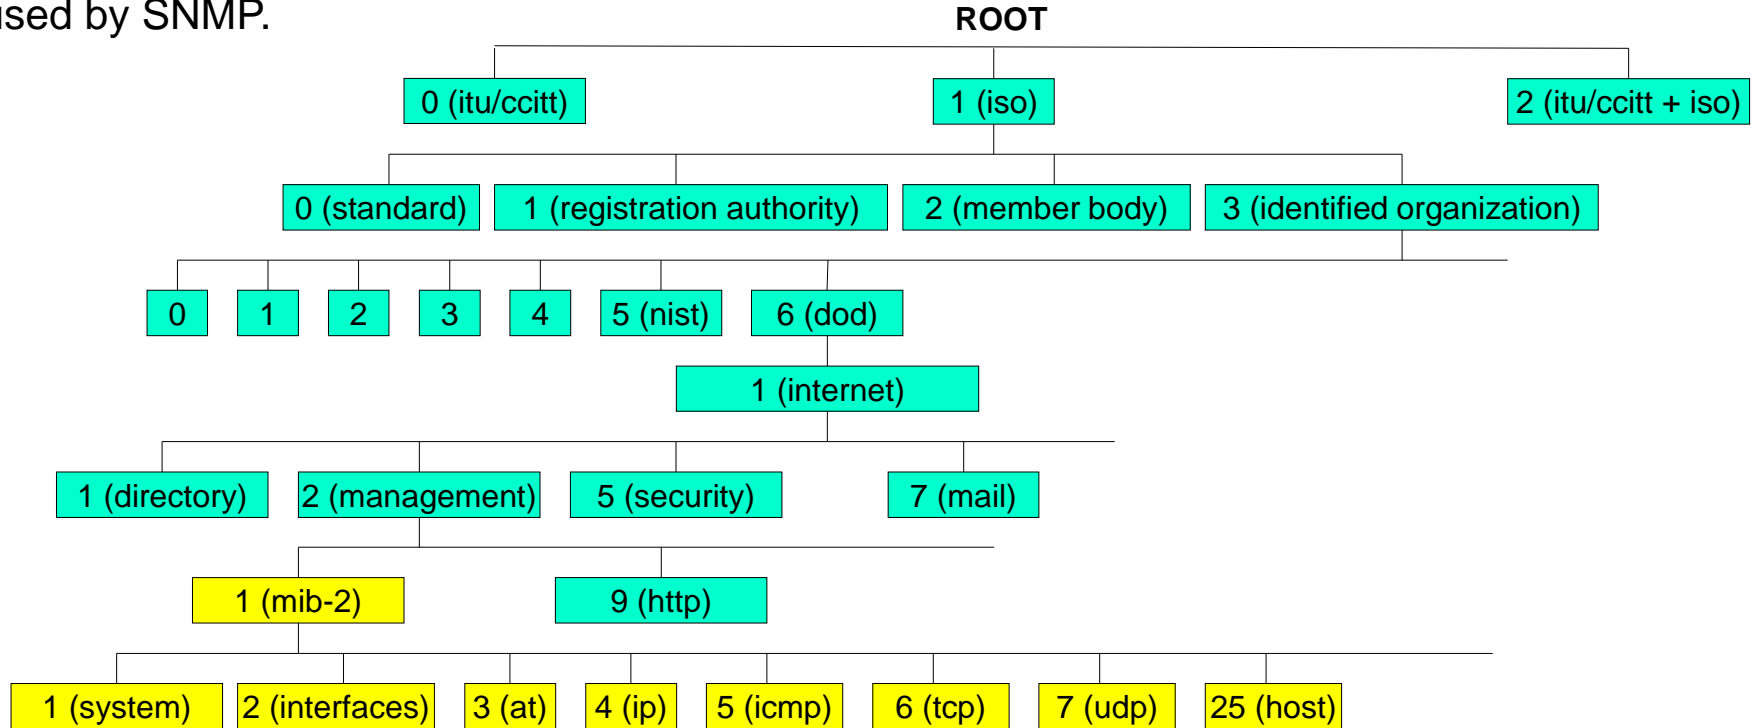 used by SNMP.
ROOT
0 (itu/ccitt) 1 (iso) 2 (itu/ccitt + iso)
0 (standard) 1 (registration authority) 2 (member body) 3 (identified organization)
0 1 2 3 4 5 (nist) 6 (dod)
1 (internet)
1 (directory) 2 (management) 5 (security) 7 (mail)
1 (mib-2) 9 (http)
1 (system) 2 (interfaces) 3 (at) 4 (ip) 5 (icmp) 6 (tcp) 7 (udp) 25 (host)